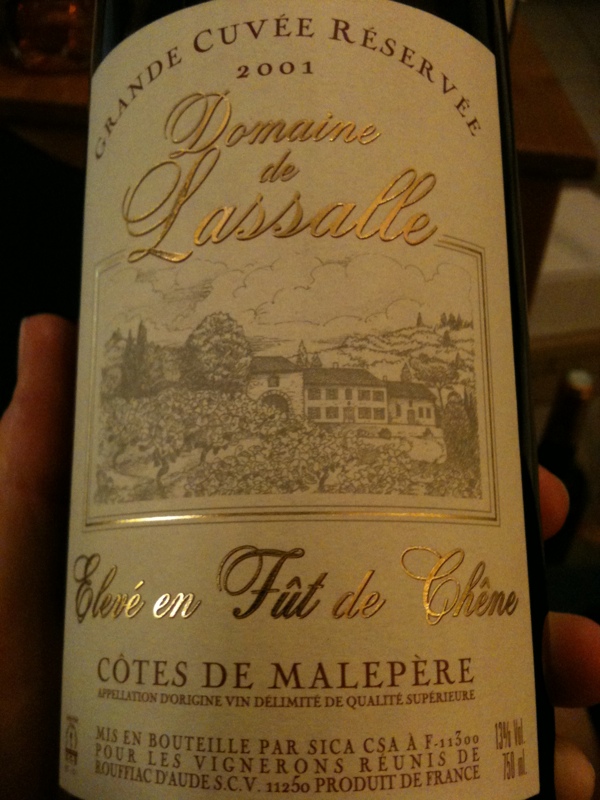 GRANDE CUVÉE RÉSERVÉE
2001
Domaine
de
Lassalle
Elevé en Fût de Chêne
CÔTES DE MALEPÈRE
APPELLATION D'ORIGINE VIN DÉLIMITÉ DE QUALITÉ SUPÉRIEURE
MIS EN BOUTEILLE PAR SICA CSA À F-11300
POUR LES VIGNERONS RÉUNIS DE
ROUFFIAC D'AUDE S.C.V. 11250 PRODUIT DE FRANCE
13% Vol.
750 ml